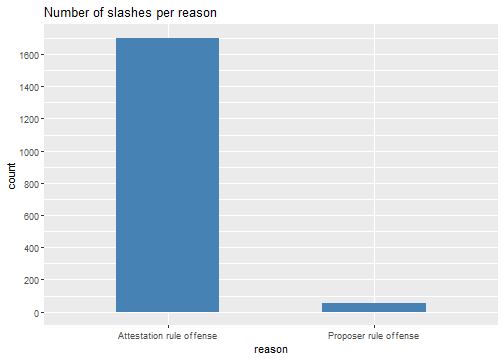 Number of slashes per reason
count
1600
1400
1200
1000
800
600
400
200
0
Attestation rule offense
Proposer rule offense
reason